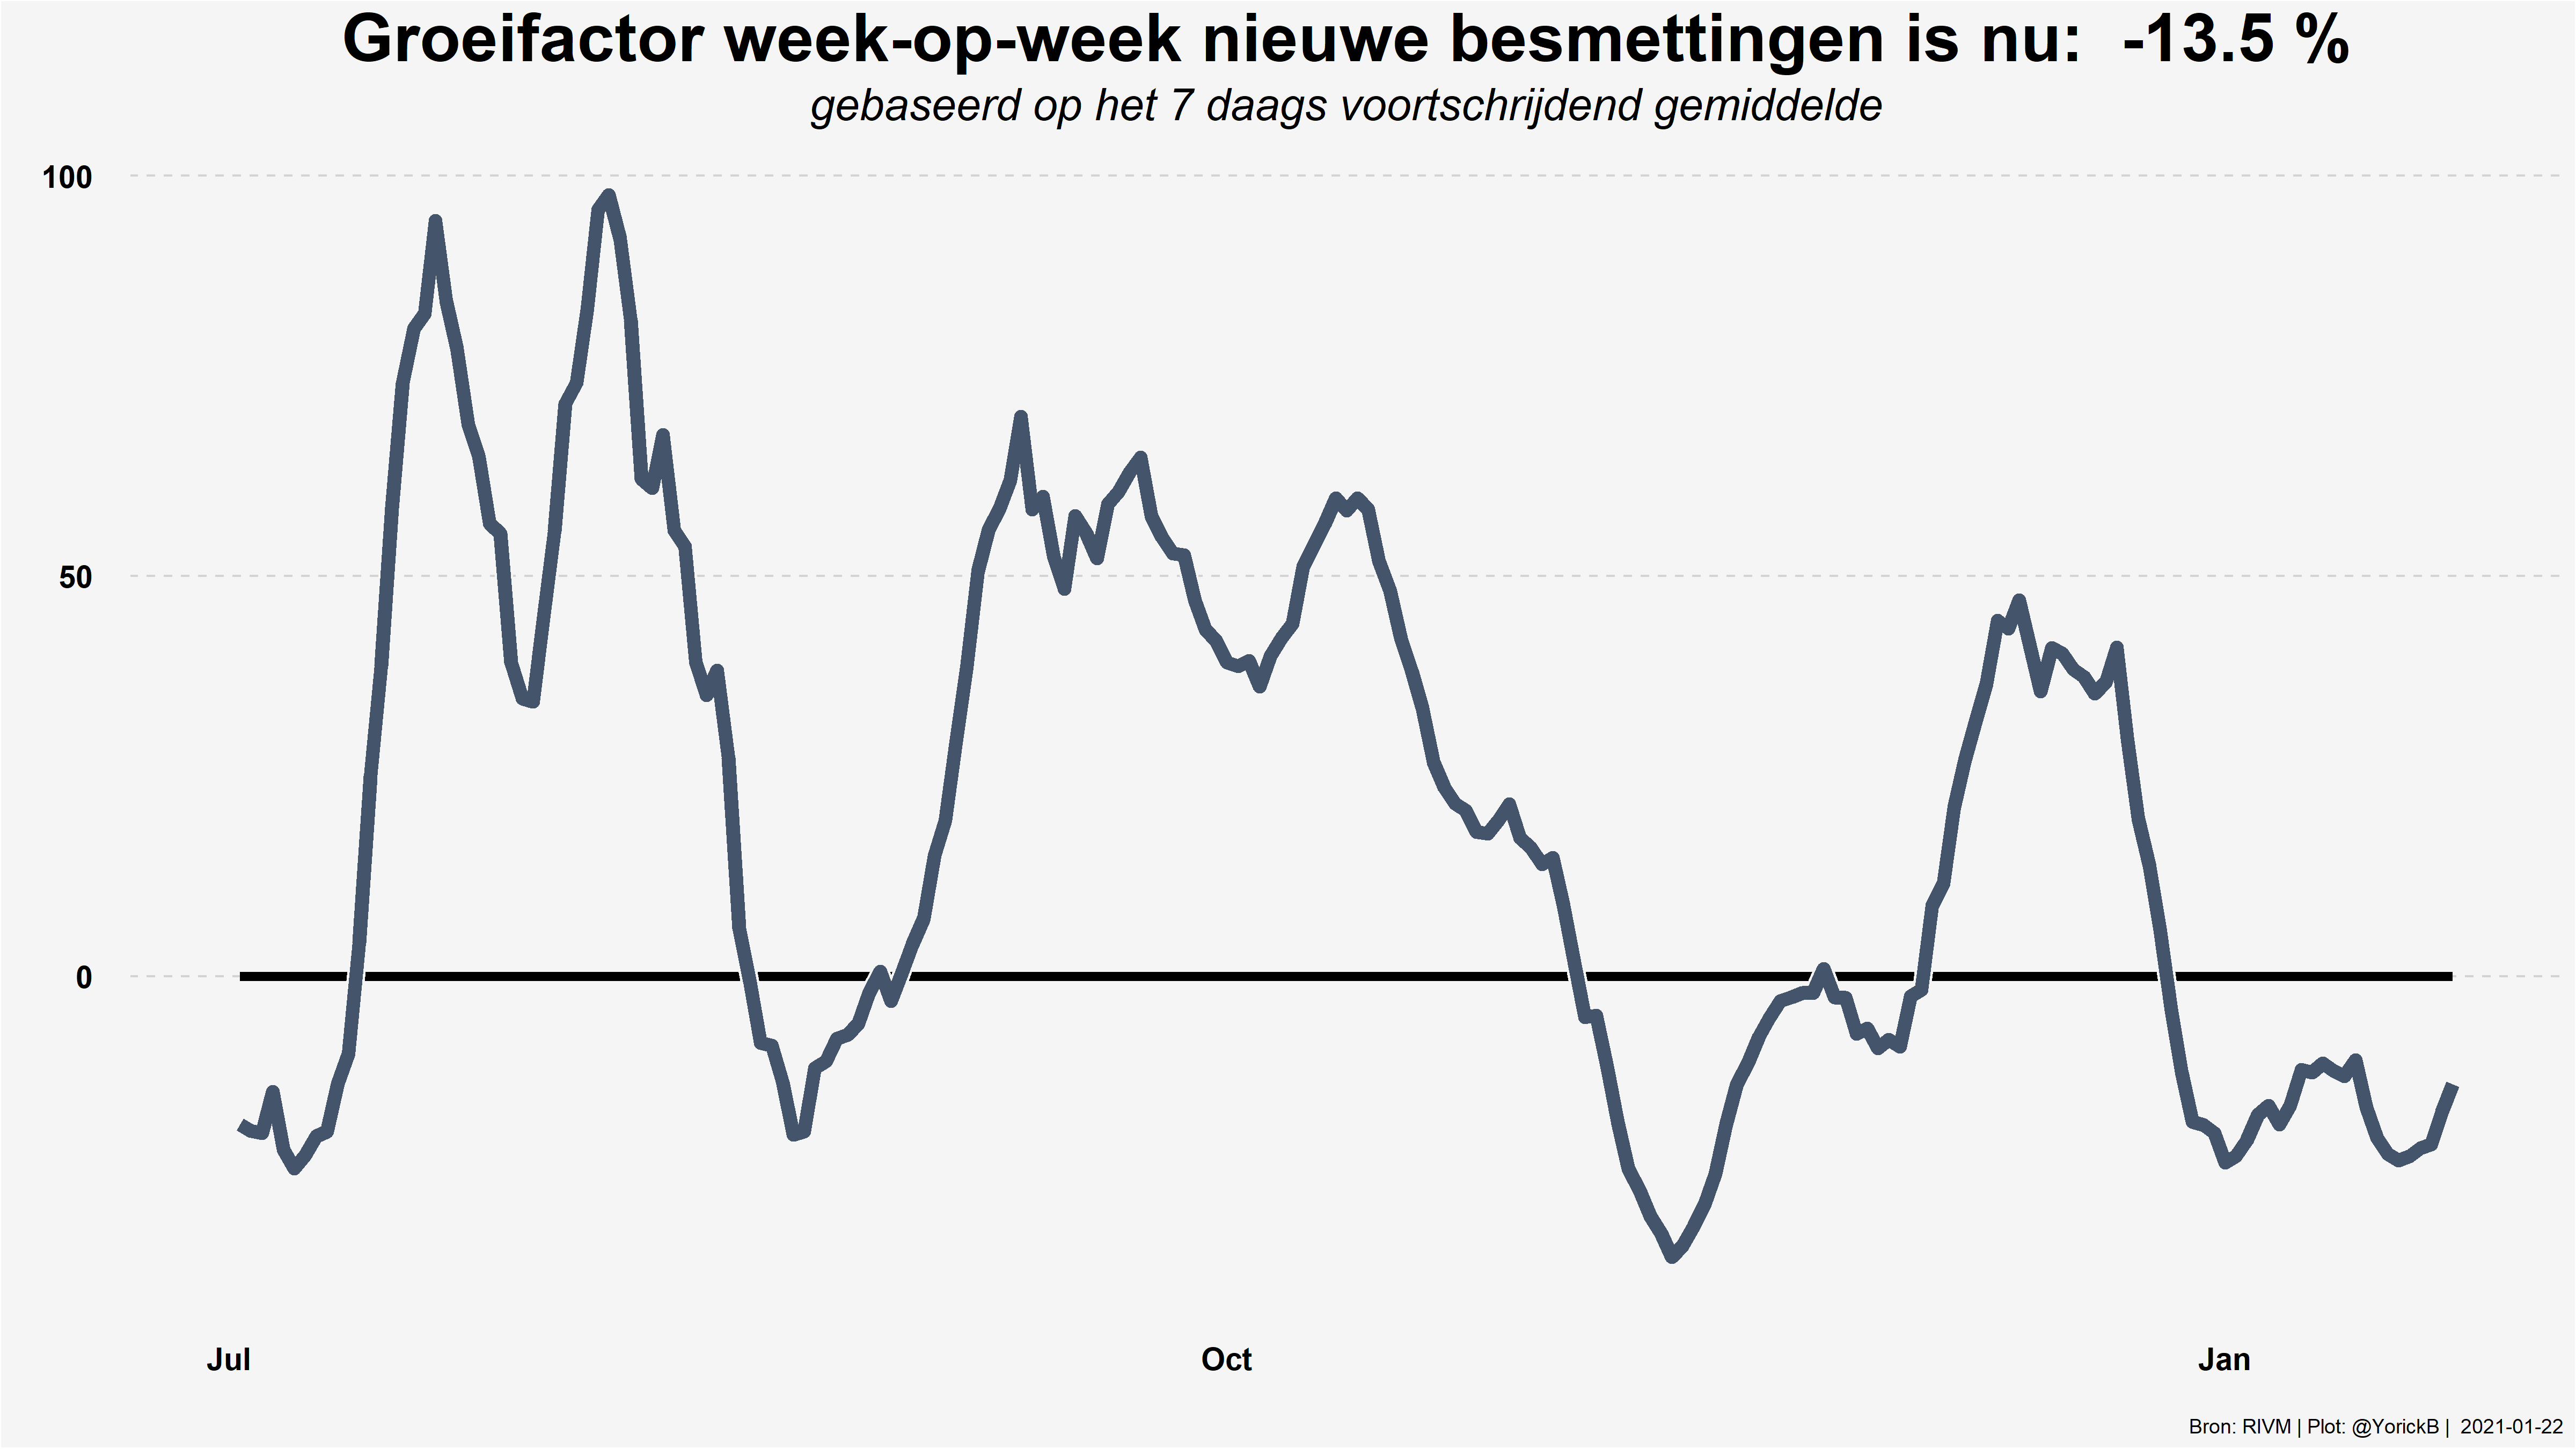 Groeifactor week-op-week nieuwe besmettingen is nu:  -13.5 %
gebaseerd op het 7 daags voortschrijdend gemiddelde
100
50
0
Jul Oct Jan
Bron: RIVM | Plot: @YorickB |  2021-01-22